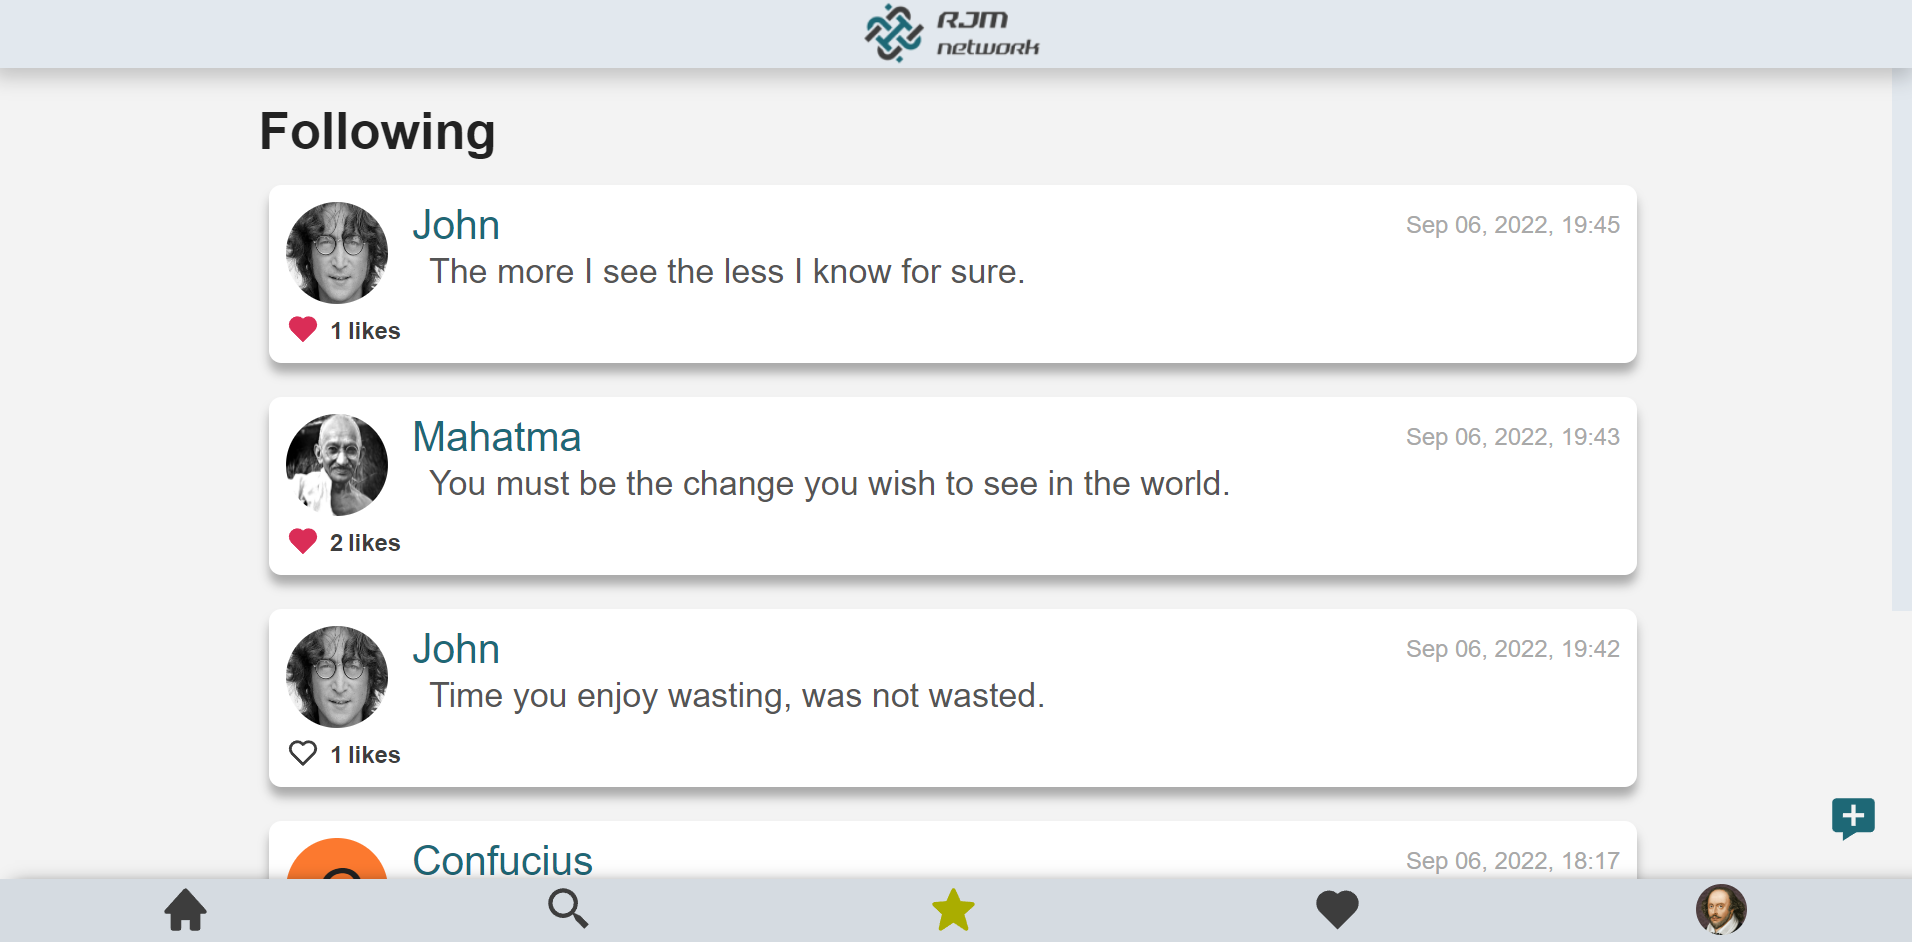 RJM
network
Following
John
Sep 06, 2022, 19:45
The more I see the less I know for sure.
1 likes
Mahatma
Sep 06, 2022, 19:43
You must be the change you wish to see in the world.
2 likes
John
Sep 06, 2022, 19:42
Time you enjoy wasting, was not wasted.
1 likes
Confucius
Sep 06, 2022, 18:17